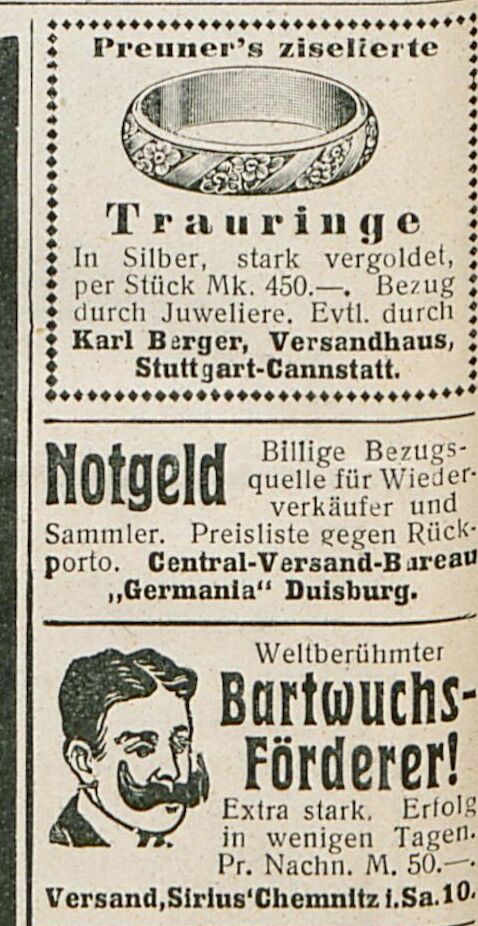 Preuner's ziselierte
Trauringe
In Silber, stark vergoldet,
per Stück Mk. 450.—. Bezug
durch Juweliere. Evtl. durch
Karl Berger, Versandhaus,
Stuttgart-Cannstatt.
Notgeld
Billige Bezugs-
quelle für Wieder-
verkäufer und
Sammler. Preisliste gegen Rück-
porto. Central-Versand-Bureau
„Germania“ Duisburg.
Weltberühmter
Bartwuchs-
Förderer!
Extra stark. Erfolg
in wenigen Tagen.
Pr. Nachn. M. 50.—.
Versand‚Sirius'Chemnitz i.Sa.10.